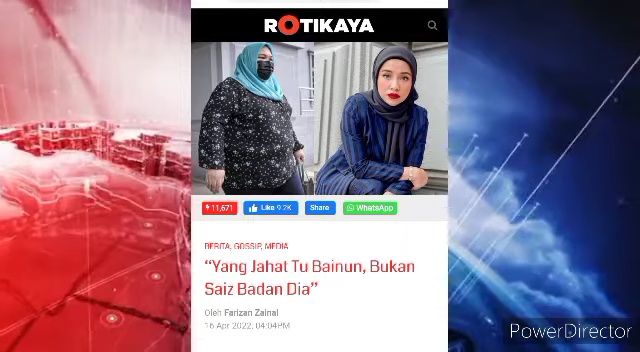 ROTIKAYA
11,671
Like 9.2K
Share
WhatsApp
BERITA, GOSSIP, MEDIA
“Yang Jahat Tu Bainun, Bukan
Saiz Badan Dia”
Oleh Farizan Zainal
16 Apr 2022, 04:04PM
PowerDirector